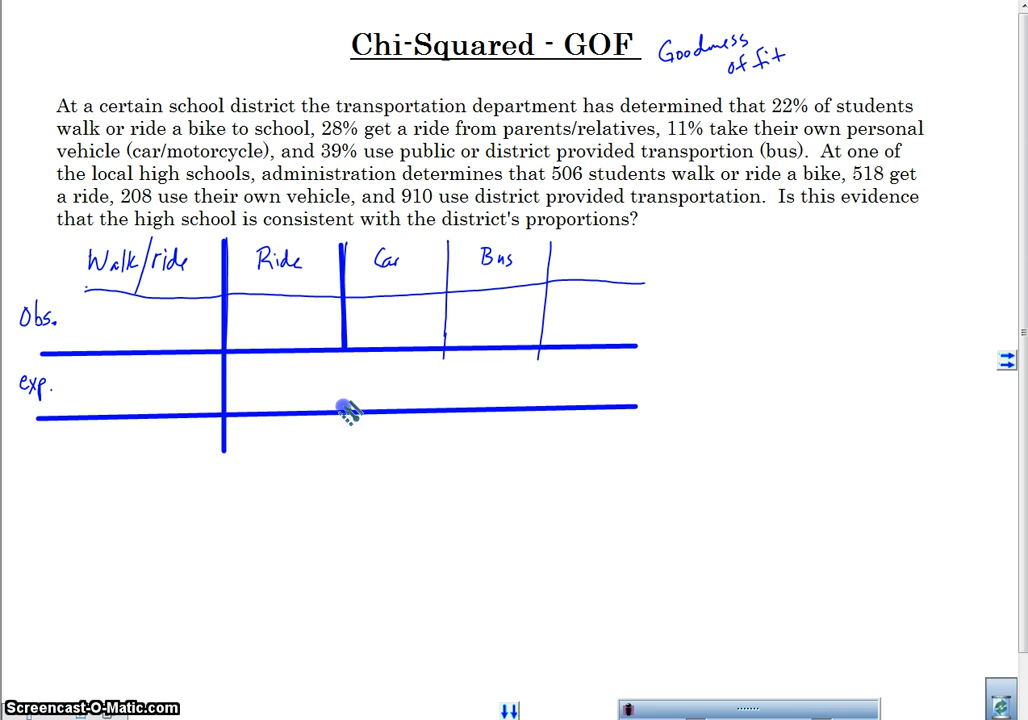 Chi-Squared - GOF Goodness
of fit
At a certain school district the transportation department has determined that 22% of students
walk or ride a bike to school, 28% get a ride from parents/relatives, 11% take their own personal
vehicle (car/motorcycle), and 39% use public or district provided transportion (bus).  At one of
the local high schools, administration determines that 506 students walk or ride a bike, 518 get
a ride, 208 use their own vehicle, and 910 use district provided transportation.  Is this evidence
that the high school is consistent with the district's proportions?
Walk/ride Ride Car Bus
Obs.
exp.
Screencast-O-Matic.com